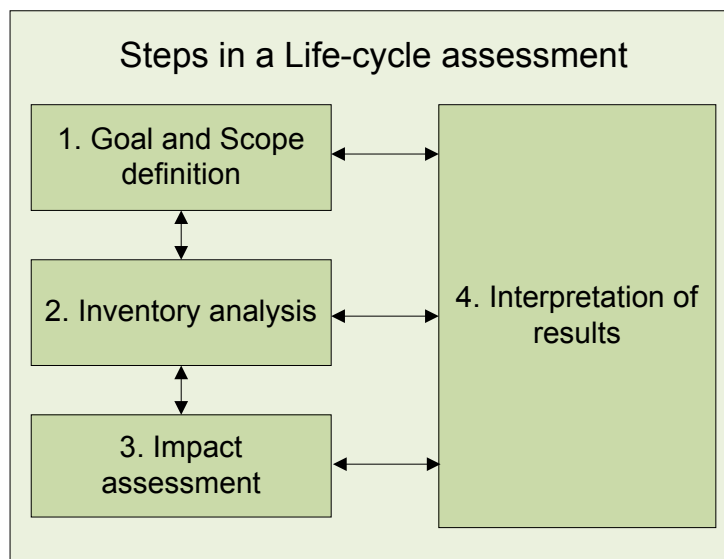 Steps in a Life-cycle assessment
1. Goal and Scope
definition
2. Inventory analysis
3. Impact
assessment
4. Interpretation of
results